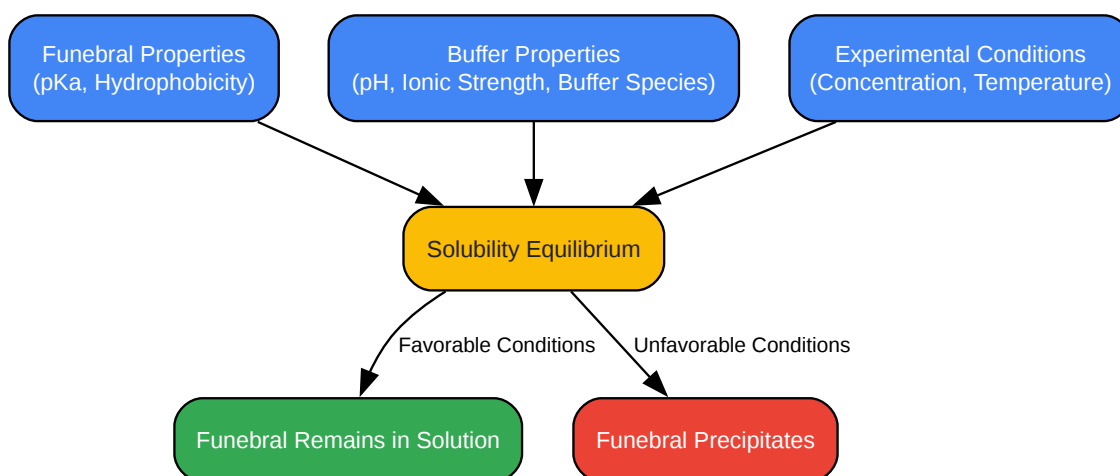 Funebral Properties
(pKa, Hydrophobicity)
Buffer Properties
(pH, Ionic Strength, Buffer Species)
Experimental Conditions
(Concentration, Temperature)
Solubility Equilibrium
Favorable Conditions
Unfavorable Conditions
Funebral Remains in Solution
Funebral Precipitates